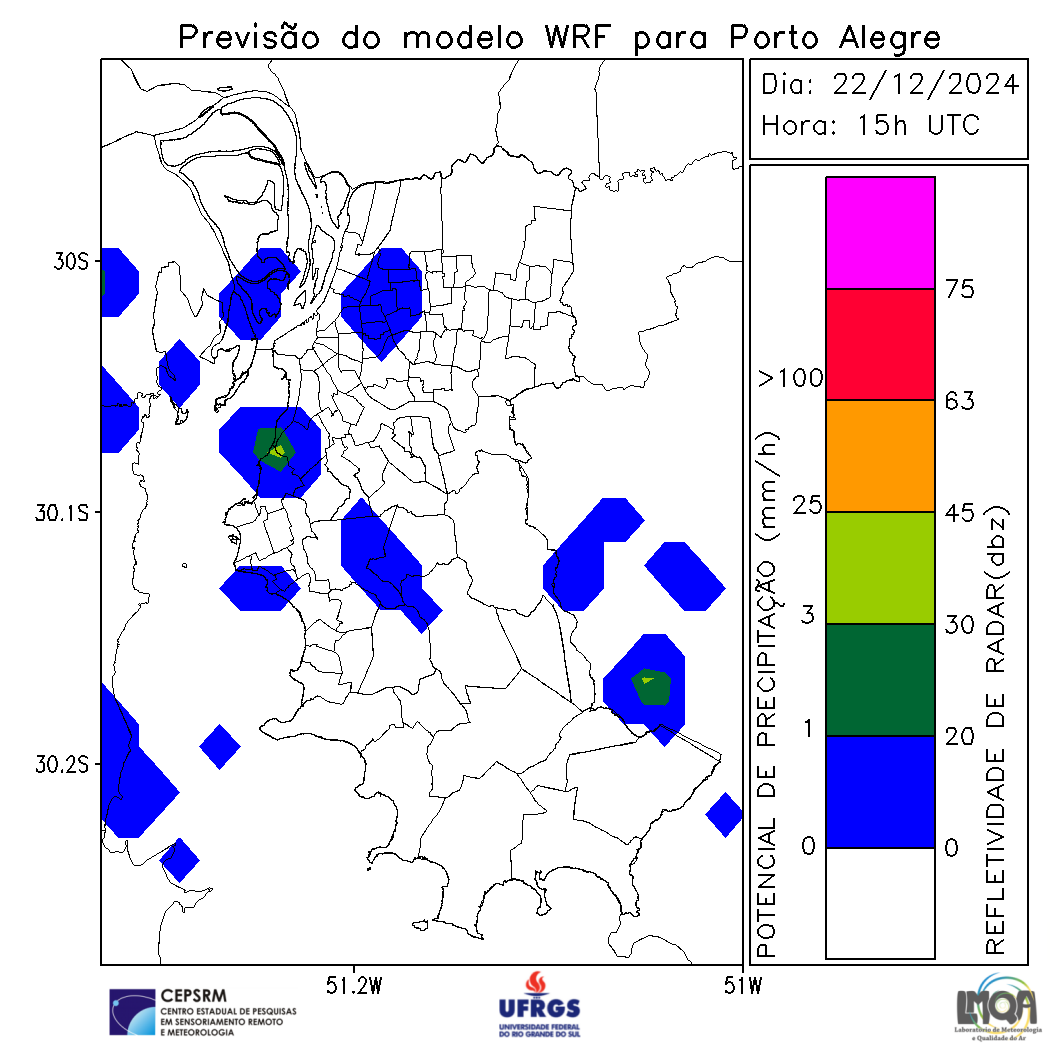 Previsão do modelo WRF para Porto Alegre
Dia: 22/12/2024
Hora: 15h UTC
30S
30.1S
30.2S
51.2W
51W
POTENCIAL DE PRECIPITAÇÃO (mm/h)
>100
25
3
1
0
75
63
45
30
20
0
REFLETIVIDADE DE RADAR(dbz)
CEPSRM
CENTRO ESTADUAL DE PESQUISAS
EM SENSORIAMENTO REMOTO
E METEOROLOGIA
UFRGS
UNIVERSIDADE FEDERAL
DO RIO GRANDE DO SUL
LMQA
Laboratório de Meteorologia
e Qualidade do Ar